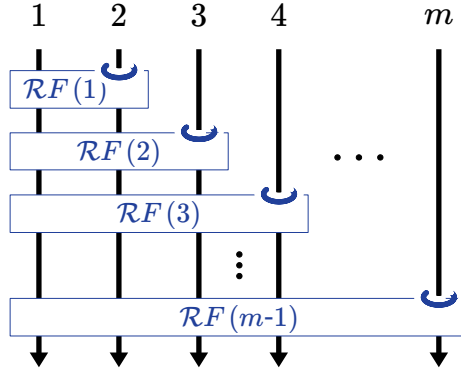 1 2 3 4 m
RF(1)
RF(2)
. . .
RF(3)
⋮
RF(m-1)